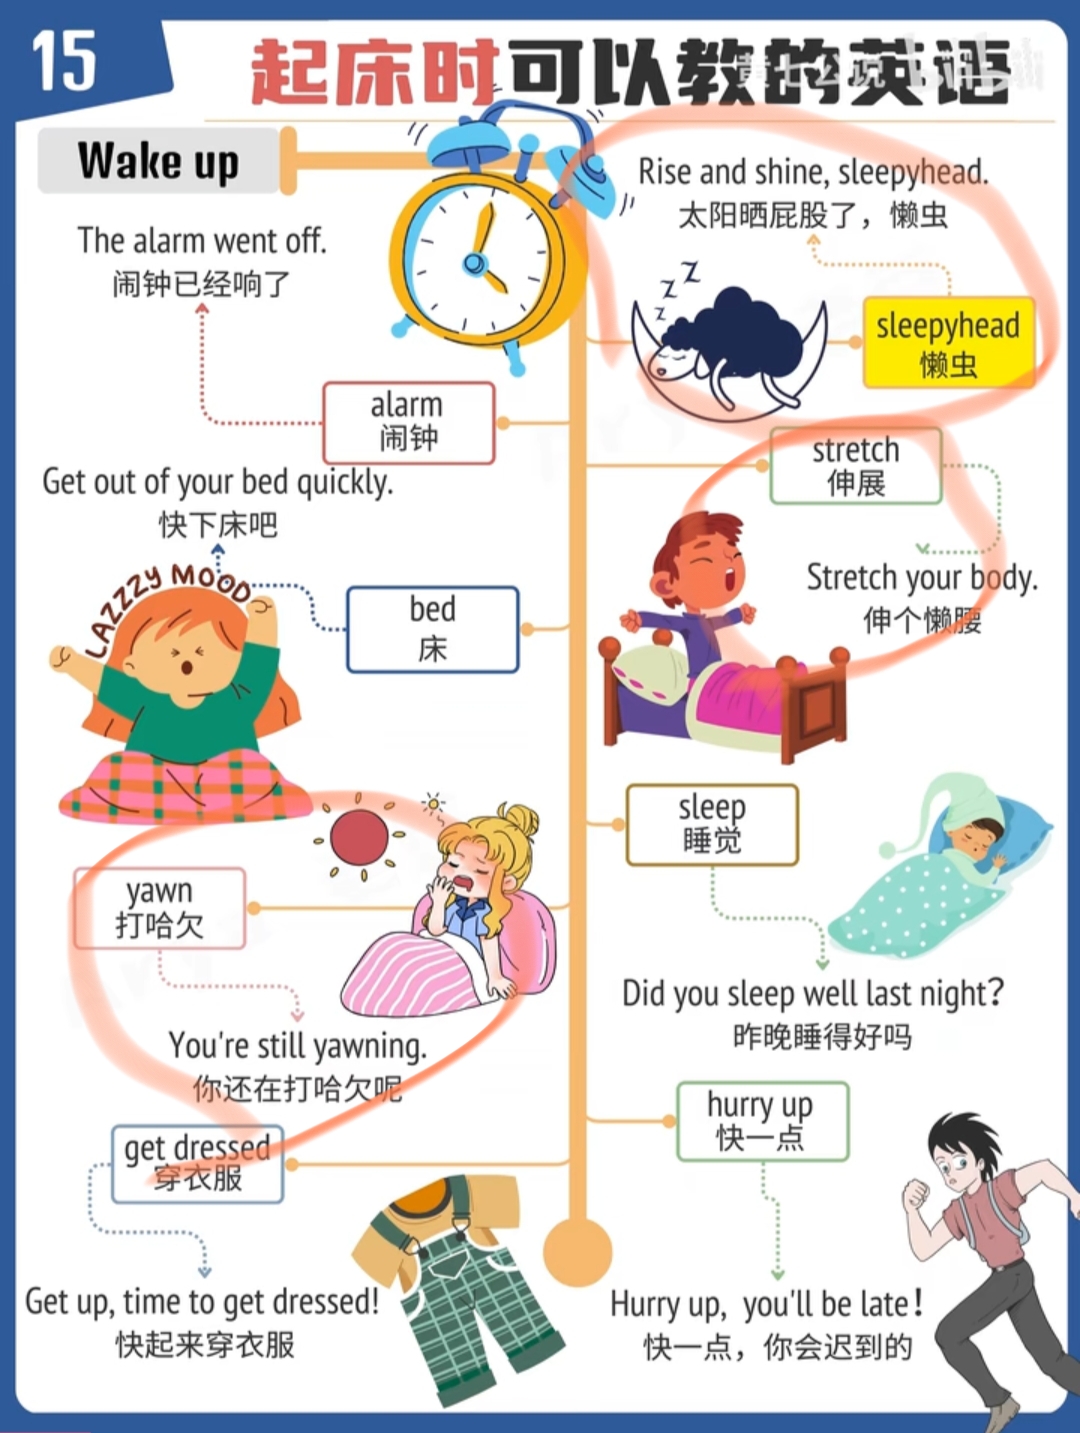 15
起床时可以教的英语
黄七公说 bilibili
Wake up
The alarm went off.
闹钟已经响了
alarm
闹钟
Rise and shine, sleepyhead.
太阳晒屁股了，懒虫
z z z
sleepyhead
懒虫
Get out of your bed quickly.
快下床吧
bed
床
LAZZZY MOOD
stretch
伸展
Stretch your body.
伸个懒腰
yawn
打哈欠
You're still yawning.
你还在打哈欠呢
sleep
睡觉
Did you sleep well last night?
昨晚睡得好吗
get dressed
穿衣服
Get up, time to get dressed!
快起来穿衣服
hurry up
快一点
Hurry up, you'll be late!
快一点，你会迟到的